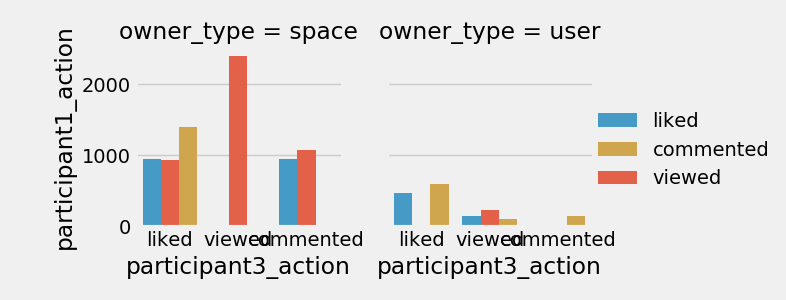 owner_type = space
owner_type = user
participant1_action
2000
1000
0
liked
viewed
commented
liked
viewed
commented
participant3_action
participant3_action
liked
commented
viewed